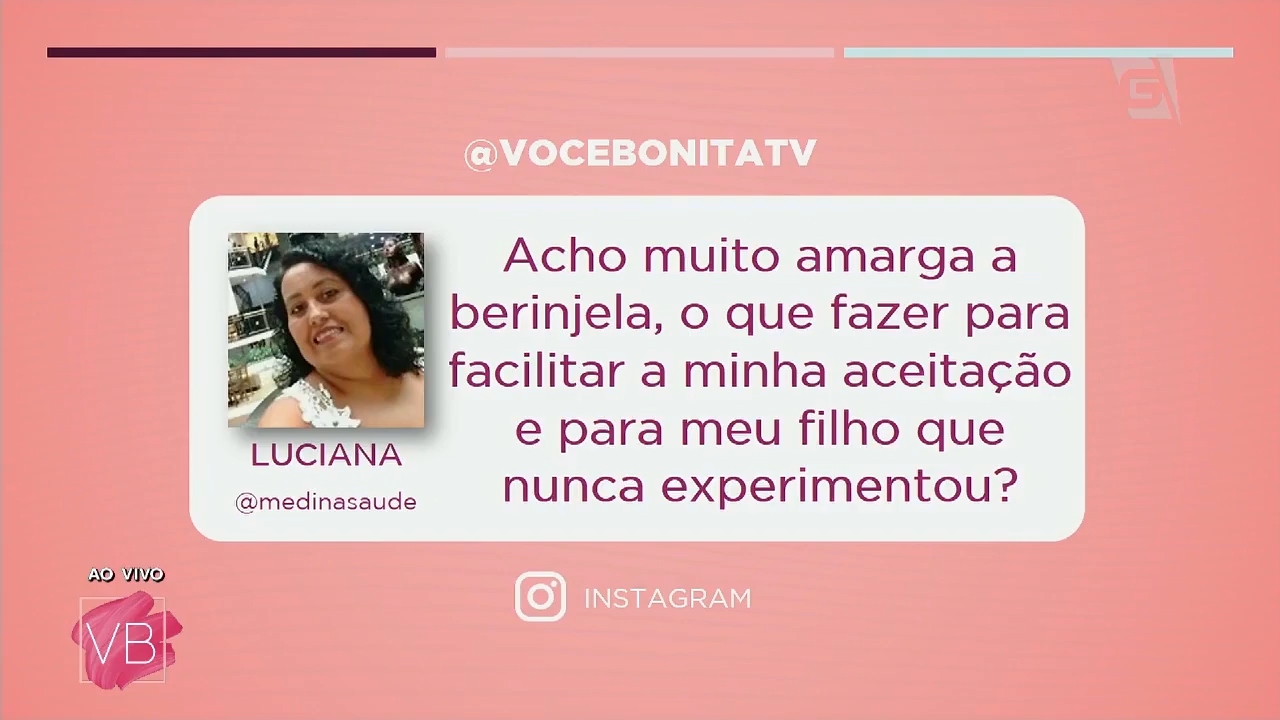 @VOCEBONITATV
Acho muito amarga a
berinjela, o que fazer para
facilitar a minha aceitação
e para meu filho que
nunca experimentou?
LUCIANA
@medinasaude
INSTAGRAM
AO VIVO
VB